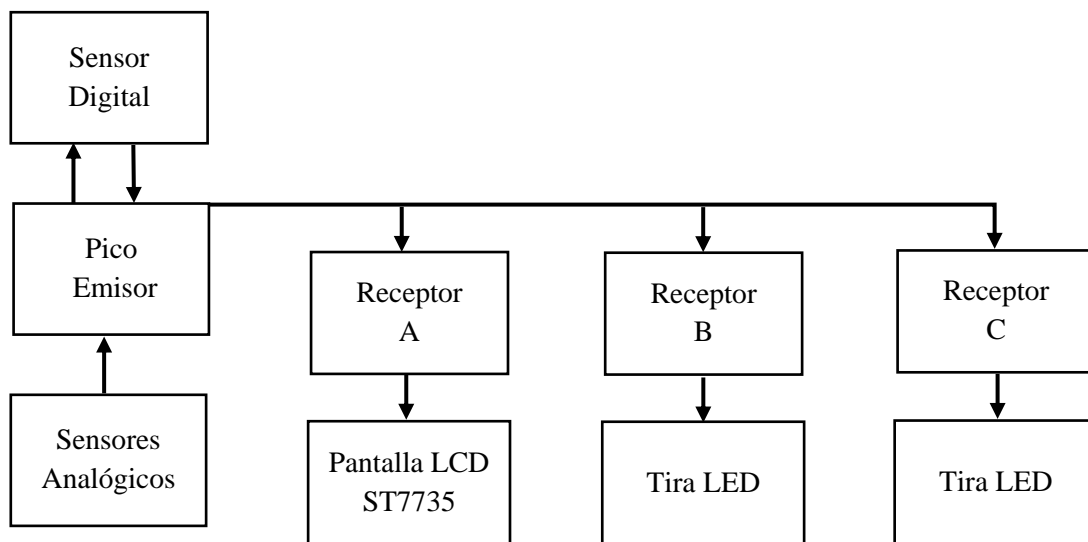 Sensor
Digital
Pico
Emisor
Receptor
A
Receptor
B
Receptor
C
Sensores
Analógicos
Pantalla LCD
ST7735
Tira LED
Tira LED